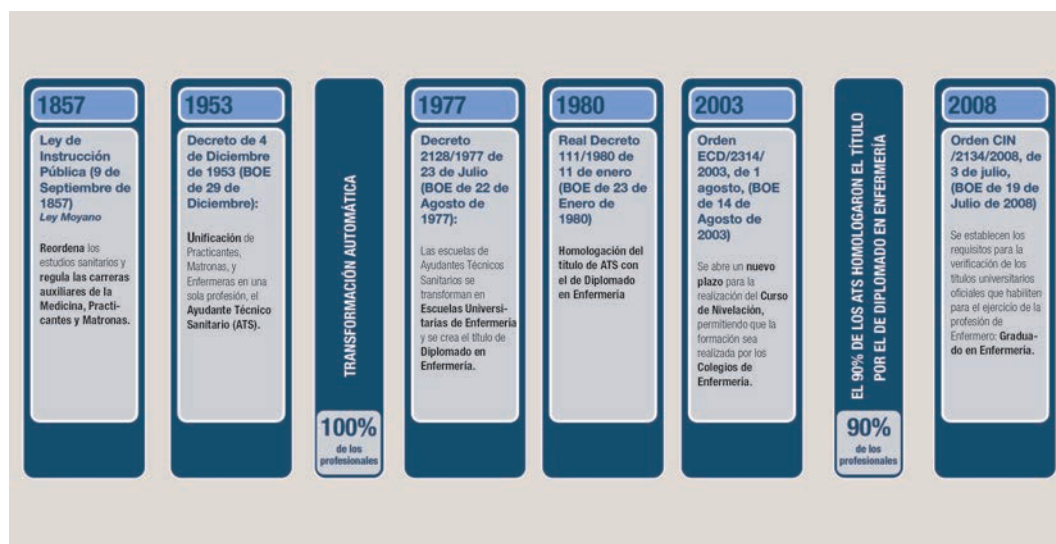 1857
Ley de
Instrucción
Pública (9 de
Septiembre de
1857)
Ley Moyano
Reordena los
estudios sanitarios y
regula las carreras
auxiliares de la
Medicina, Practi-
cantes y Matronas.
1953
Decreto de 4
de Diciembre
de 1953 (BOE
de 29 de
Diciembre):
Unificación de
Practicantes,
Matronas, y
Enfermeras en una
sola profesión, el
Ayudante Técnico
Sanitario (ATS).
TRANSFORMACIÓN AUTOMÁTICA
100%
de los
profesionales
1977
Decreto
2128/1977 de
23 de Julio
(BOE de 22 de
Agosto de
1977):
Las escuelas de
Ayudantes Técnicos
Sanitarios se
transforman en
Escuelas Universi-
tarias de Enfermería
y se crea el título de
Diplomado en
Enfermería.
1980
Real Decreto
111/1980 de
11 de enero
(BOE de 23 de
Enero de
1980)
Homologación del
título de ATS con
el de Diplomado
en Enfermería
2003
Orden
ECD/2314/
2003, de 1
agosto, (BOE
de 14 de
Agosto de
2003)
Se abre un nuevo
plazo para la
realización del Curso
de Nivelación,
permitiendo que la
formación sea
realizada por los
Colegios de
Enfermería.
EL 90% DE LOS ATS HOMOLOGARON EL TÍTULO
POR EL DE DIPLOMADO EN ENFERMERÍA
90%
de los
profesionales
2008
Orden CIN
/2134/2008, de
3 de julio,
(BOE de 19 de
Julio de 2008)
Se establecen los
requisitos para la
verificación de los
títulos universitarios
oficiales que habiliten
para el ejercicio de la
profesión de
Enfermero: Gradua-
do en Enfermería.